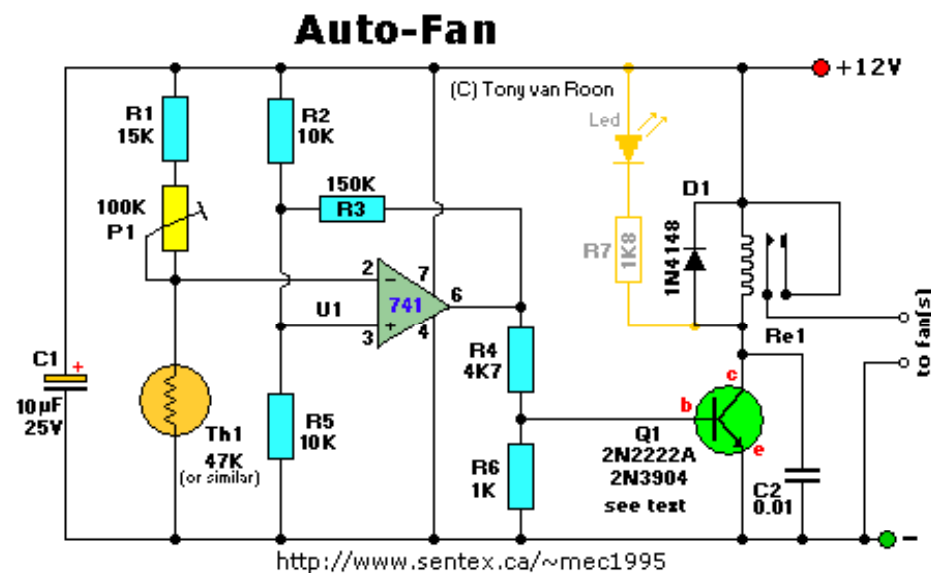 Auto-Fan
+12V
(C) Tony van Roon
R1
15K
R2
10K
Led
D1
150K
R3
100K
P1
R7
1K8
1N4148
2
7
−
U1
741
6
+
3
4
to fan(s)
Re1
C1
+
10µF
25V
R4
4K7
c
b
e
Th1
47K
(or similar)
R5
10K
R6
1K
Q1
2N2222A
2N3904
see text
C2
0.01
−
http://www.sentex.ca/~mec1995